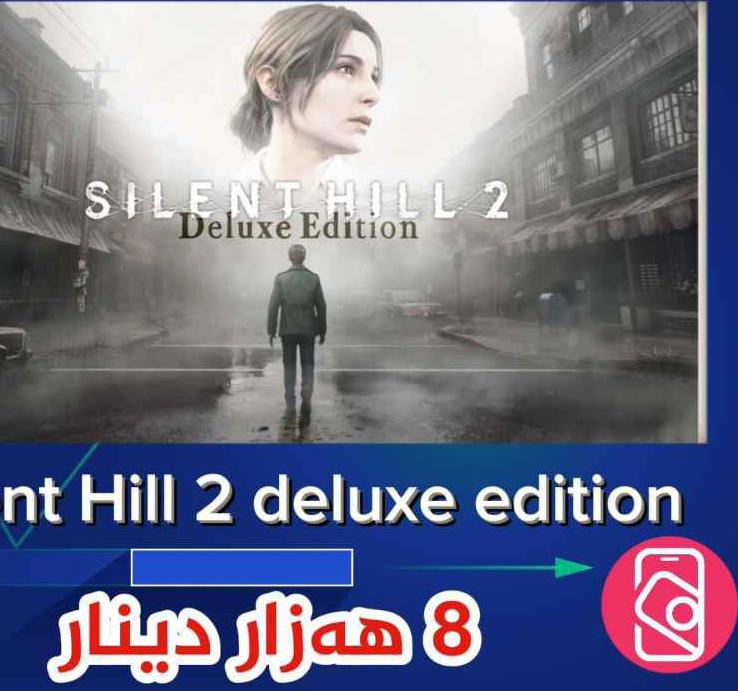 SILENT HILL 2
Deluxe Edition
nt Hill 2 deluxe edition
8 هەزار دینار